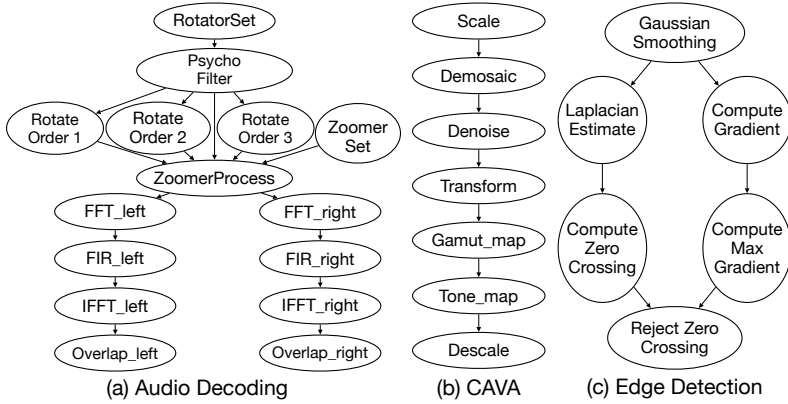 RotatorSet
Psycho
Filter
Rotate
Order 1
Rotate
Order 2
Rotate
Order 3
Zoomer
Set
ZoomerProcess
FFT_left
FFT_right
FIR_left
FIR_right
IFFT_left
IFFT_right
Overlap_left
Overlap_right
(a) Audio Decoding
Scale
Demosaic
Denoise
Transform
Gamut_map
Tone_map
Descale
(b) CAVA
Gaussian
Smoothing
Laplacian
Estimate
Compute
Gradient
Compute
Zero
Crossing
Compute
Max
Gradient
Reject Zero
Crossing
(c) Edge Detection